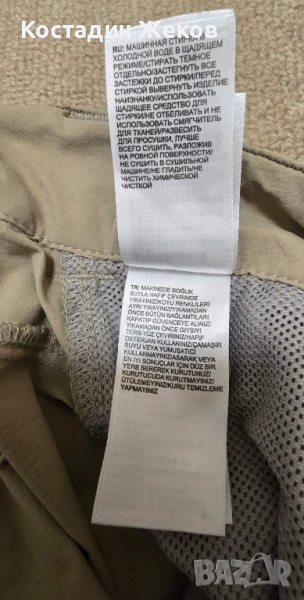 Костадин Жеков
RU: МАШИННАЯ СТИРКА В
ХОЛОДНОЙ ВОДЕ В ЩАДЯЩЕМ
РЕЖИМЕ/СТИРАТЬ ТЕМНОЕ
ОТДЕЛЬНО/ЗАСТЕГНУТЬ ВСЕ
ЗАСТЕЖКИ ДО СТИРКИ/ПЕРЕД
СТИРКОЙ ВЫВЕРНУТЬ ИЗДЕЛИЕ
НАИЗНАНКУ/ИСПОЛЬЗОВАТЬ
ЩАДЯЩЕЕ СРЕДСТВО ДЛЯ
СТИРКИ/НЕ ОТБЕЛИВАТЬ И НЕ
ИСПОЛЬЗОВАТЬ СМЯГЧИТЕЛЬ
ДЛЯ ТКАНЕЙ/РАЗВЕСИТЬ
ДЛЯ ПРОСУШКИ, ЛУЧШЕ
ВСЕГО СУШИТЬ, РАЗЛОЖИВ
НА РОВНОЙ ПОВЕРХНОСТИ/
НЕ СУШИТЬ В СУШИЛЬНОЙ
МАШИНЕ/НЕ ГЛАДИТЬ/НЕ
ЧИСТИТЬ ХИМИЧЕСКОЙ
ЧИСТКОЙ
TR: MAKİNEDE SOĞUK
SUYLA HAFİF ÇEVRİMDE
YIKAYINIZ/KOYU RENKLERİ
AYRI YIKAYINIZ/YIKAMADAN
ÖNCE BÜTÜN BAĞLANTILARI
KAPATIP GÜVENCEYE ALINIZ/
YIKAMADAN ÖNCE GİYSİYİ
TERSYÜZ ÇEVİRİNİZ/HAFİF
DETERJAN KULLANINIZ/ÇAMAŞIR
SUYU VEYA YUMUŞATICI
KULLANMAYINIZ/ASARAK VEYA
EN İYİ SONUÇLAR İÇİN DÜZ BİR
YERE SEREREK KURUTUNUZ/
KURUTUCUDA KURUTMAYINIZ/
ÜTÜLEMEYİNİZ/KURU TEMİZLEME
YAPMAYINIZ
BAZAR